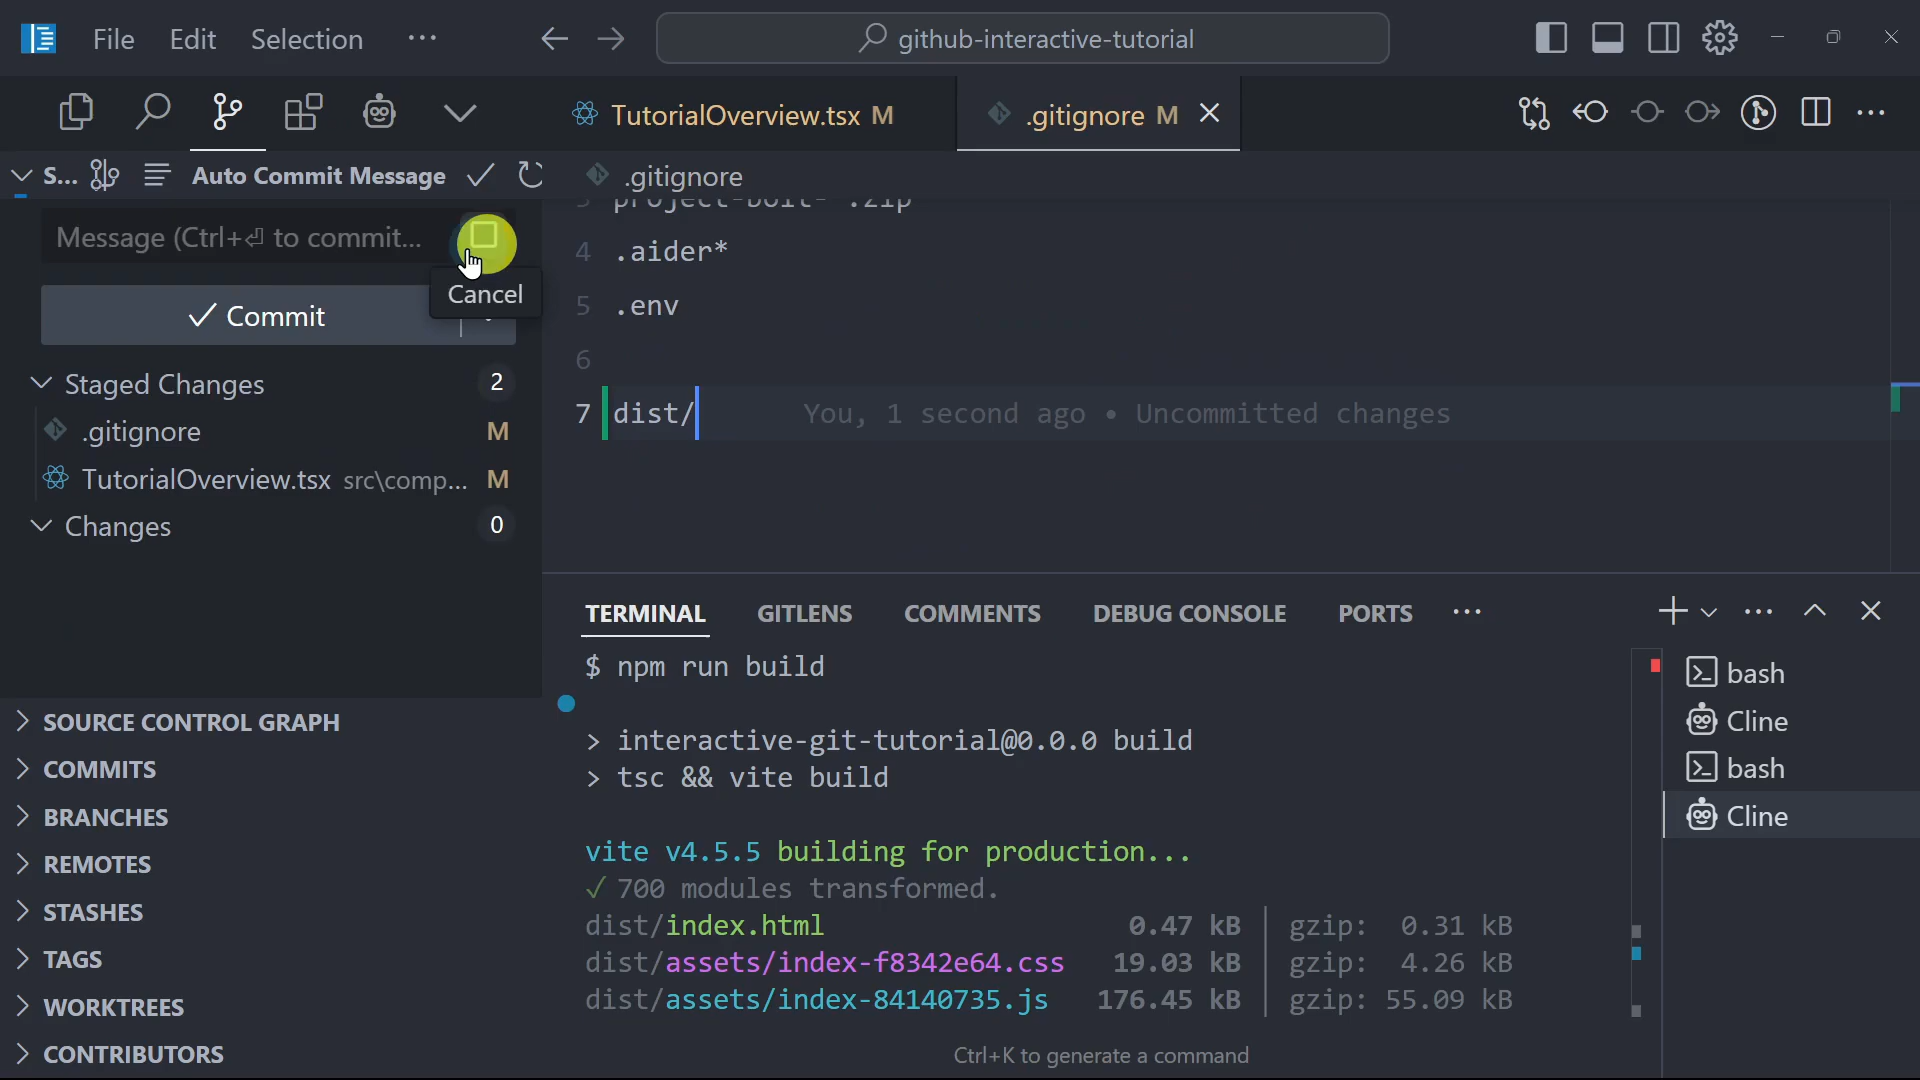 File Edit Selection ··· github-interactive-tutorial
TutorialOverview.tsx M .gitignore M
S... Auto Commit Message .gitignore
Message (Ctrl+⏎ to commit...
Cancel
Commit
Staged Changes 2
.gitignore M
TutorialOverview.tsx src\comp... M
Changes 0
SOURCE CONTROL GRAPH
COMMITS
BRANCHES
REMOTES
STASHES
TAGS
WORKTREES
CONTRIBUTORS
4 .aider*
5 .env
6
7 dist/ You, 1 second ago • Uncommitted changes
TERMINAL GITLENS COMMENTS DEBUG CONSOLE PORTS ···
$ npm run build
> interactive-git-tutorial@0.0.0 build
> tsc && vite build
vite v4.5.5 building for production...
✓ 700 modules transformed.
dist/index.html 0.47 kB │ gzip: 0.31 kB
dist/assets/index-f8342e64.css 19.03 kB │ gzip: 4.26 kB
dist/assets/index-84140735.js 176.45 kB │ gzip: 55.09 kB
Ctrl+K to generate a command
bash
Cline
bash
Cline